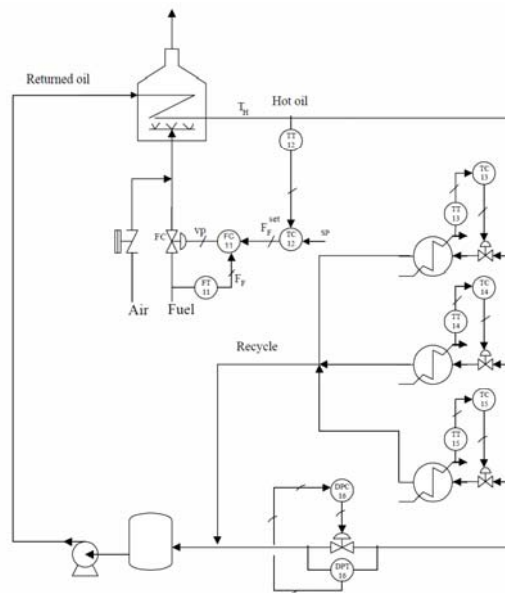 Returned oil
Hot oil
T_H
TT
12
TC
13
TT
13
FC
VP
FC
11
F_F^set
TC
12
SP
FT
11
F_F
Air
Fuel
TC
14
TT
14
Recycle
TC
15
TT
15
DPC
16
DPT
16